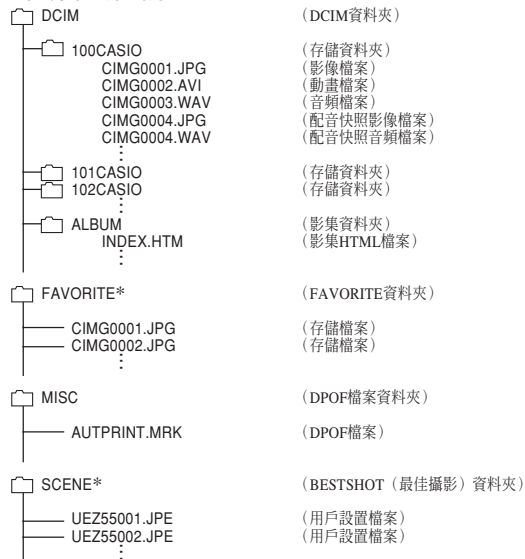 DCIM （DCIM資料夾）
100CASIO （存儲資料夾）
CIMG0001.JPG （影像檔案）
CIMG0002.AVI （動畫檔案）
CIMG0003.WAV （音頻檔案）
CIMG0004.JPG （配音快照影像檔案）
CIMG0004.WAV （配音快照音頻檔案）
101CASIO （存儲資料夾）
102CASIO （存儲資料夾）
ALBUM （影集資料夾）
INDEX.HTM （影集HTML檔案）
FAVORITE* （FAVORITE資料夾）
CIMG0001.JPG （存儲檔案）
CIMG0002.JPG （存儲檔案）
MISC （DPOF檔案資料夾）
AUTPRINT.MRK （DPOF檔案）
SCENE* （BESTSHOT（最佳攝影）資料夾）
UEZ55001.JPE （用戶設置檔案）
UEZ55002.JPE （用戶設置檔案）